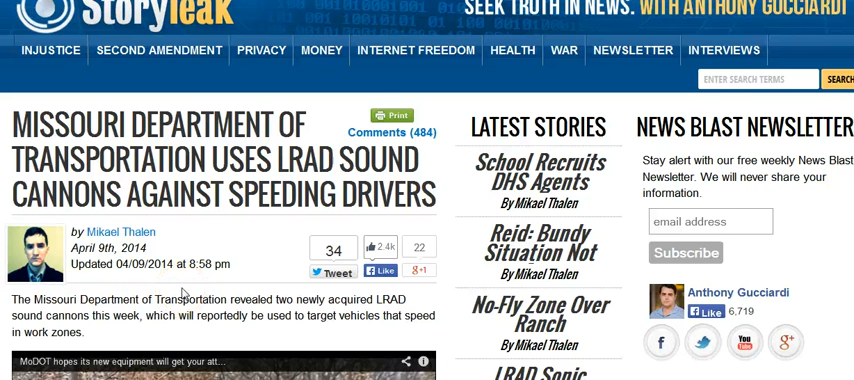 Storyleak
SEEK TRUTH IN NEWS. WITH ANTHONY GUCCIARDI
INJUSTICE
SECOND AMENDMENT
PRIVACY
MONEY
INTERNET FREEDOM
HEALTH
WAR
NEWSLETTER
INTERVIEWS
ENTER SEARCH TERMS
SEARCH
MISSOURI DEPARTMENT OF
TRANSPORTATION USES LRAD SOUND
CANNONS AGAINST SPEEDING DRIVERS
Print
Comments (484)
by Mikael Thalen
April 9th, 2014
Updated 04/09/2014 at 8:58 pm
34
Tweet
2.4k
Like
22
+1
The Missouri Department of Transportation revealed two newly acquired LRAD
sound cannons this week, which will reportedly be used to target vehicles that speed
in work zones.
MoDOT hopes its new equipment will get your att...
LATEST STORIES
School Recruits
DHS Agents
By Mikael Thalen
Reid: Bundy
Situation Not
By Mikael Thalen
No-Fly Zone Over
Ranch
By Mikael Thalen
LRAD Sonic
NEWS BLAST NEWSLETTER
Stay alert with our free weekly News Blast
Newsletter. We will never share your
information.
email address
Subscribe
Anthony Gucciardi
Like 6,719
You
Tube
g+